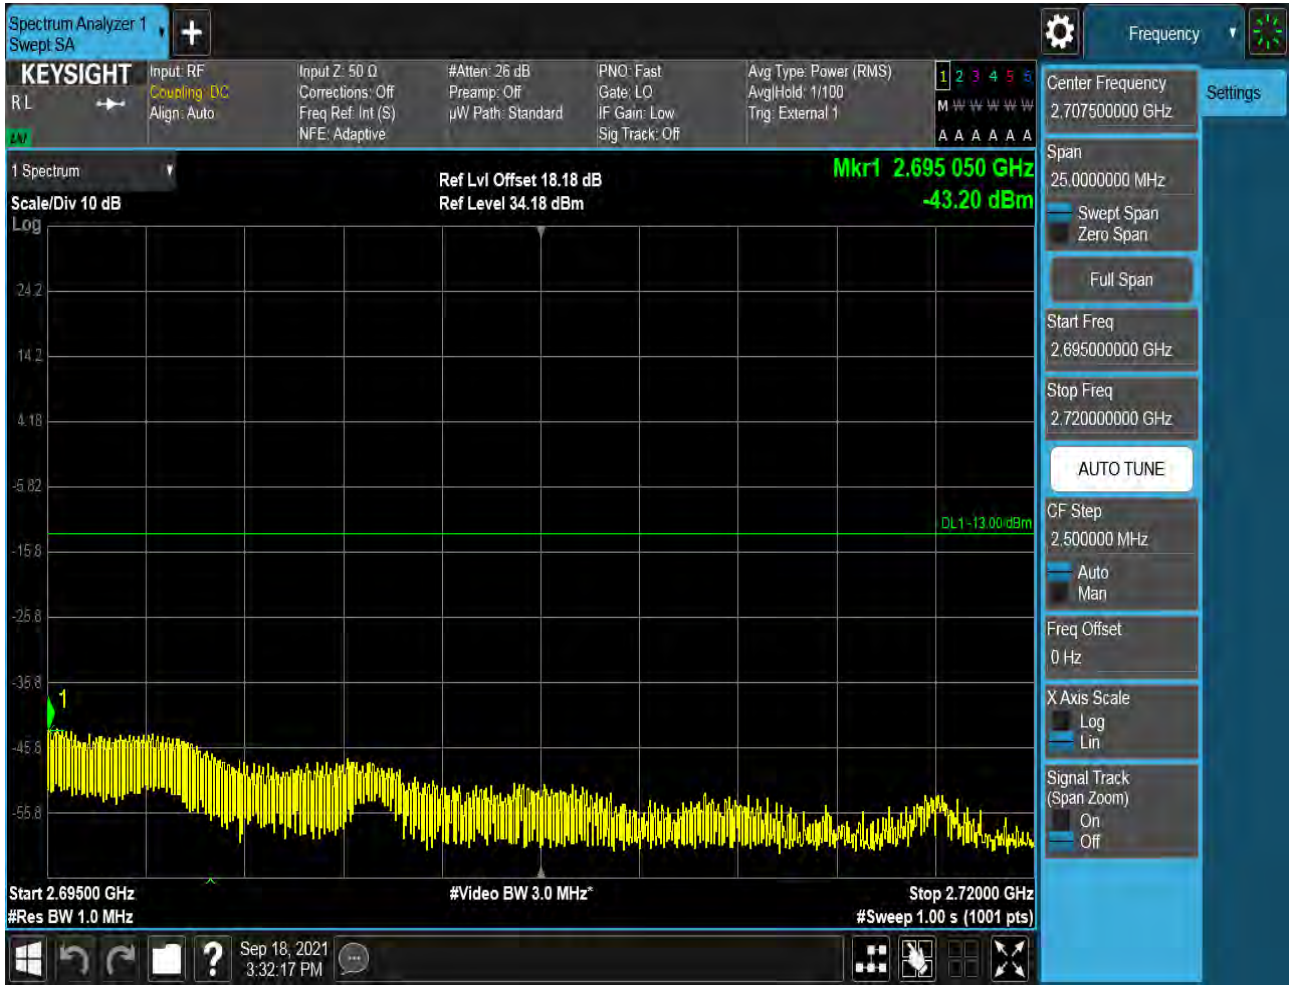 Spectrum Analyzer 1
Swept SA
Frequency
KEYSIGHT
R L
LXI
Input: RF
Coupling: DC
Align: Auto
Input Z: 50 Ω
Corrections: Off
Freq Ref: Int (S)
NFE: Adaptive
#Atten: 26 dB
Preamp: Off
µW Path: Standard
PNO: Fast
Gate: LO
IF Gain: Low
Sig Track: Off
Avg Type: Power (RMS)
Avg|Hold: 1/100
Trig: External 1
1 2 3 4 5 6
M W W W W W
A A A A A A
1 Spectrum
Scale/Div 10 dB
Log
Ref Lvl Offset 18.18 dB
Ref Level 34.18 dBm
Mkr1 2.695 050 GHz
-43.20 dBm
24.2
14.2
4.18
-5.82
DL1 -13.00 dBm
-15.8
-25.8
-35.8
1
-45.8
-55.8
Start 2.69500 GHz
#Video BW 3.0 MHz*
Stop 2.72000 GHz
#Res BW 1.0 MHz
#Sweep 1.00 s (1001 pts)
?
Sep 18, 2021
3:32:17 PM
Center Frequency
2.707500000 GHz
Settings
Span
25.0000000 MHz
Swept Span
Zero Span
Full Span
Start Freq
2.695000000 GHz
Stop Freq
2.720000000 GHz
AUTO TUNE
CF Step
2.500000 MHz
Auto
Man
Freq Offset
0 Hz
X Axis Scale
Log
Lin
Signal Track
(Span Zoom)
On
Off